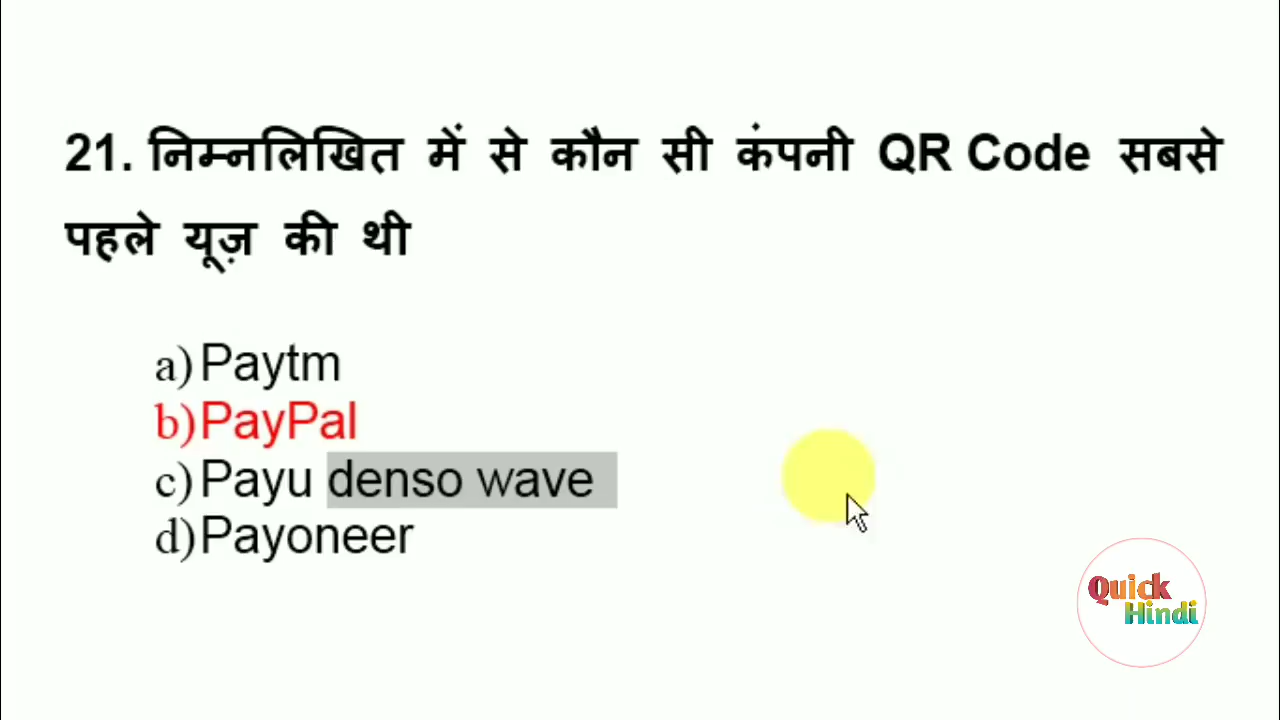 21. निम्नलिखित में से कौन सी कंपनी QR Code सबसे
पहले यूज़ की थी
a) Paytm
b) PayPal
c) Payu denso wave
d) Payoneer
Quick
Hindi